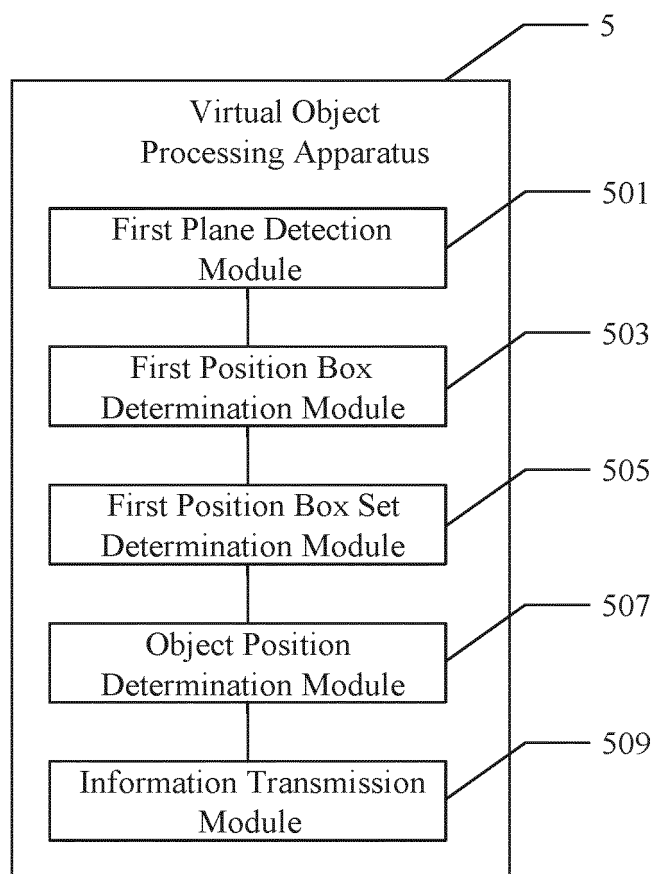 5
Virtual Object
Processing Apparatus
501
First Plane Detection
Module
503
First Position Box
Determination Module
505
First Position Box Set
Determination Module
507
Object Position
Determination Module
509
Information Transmission
Module